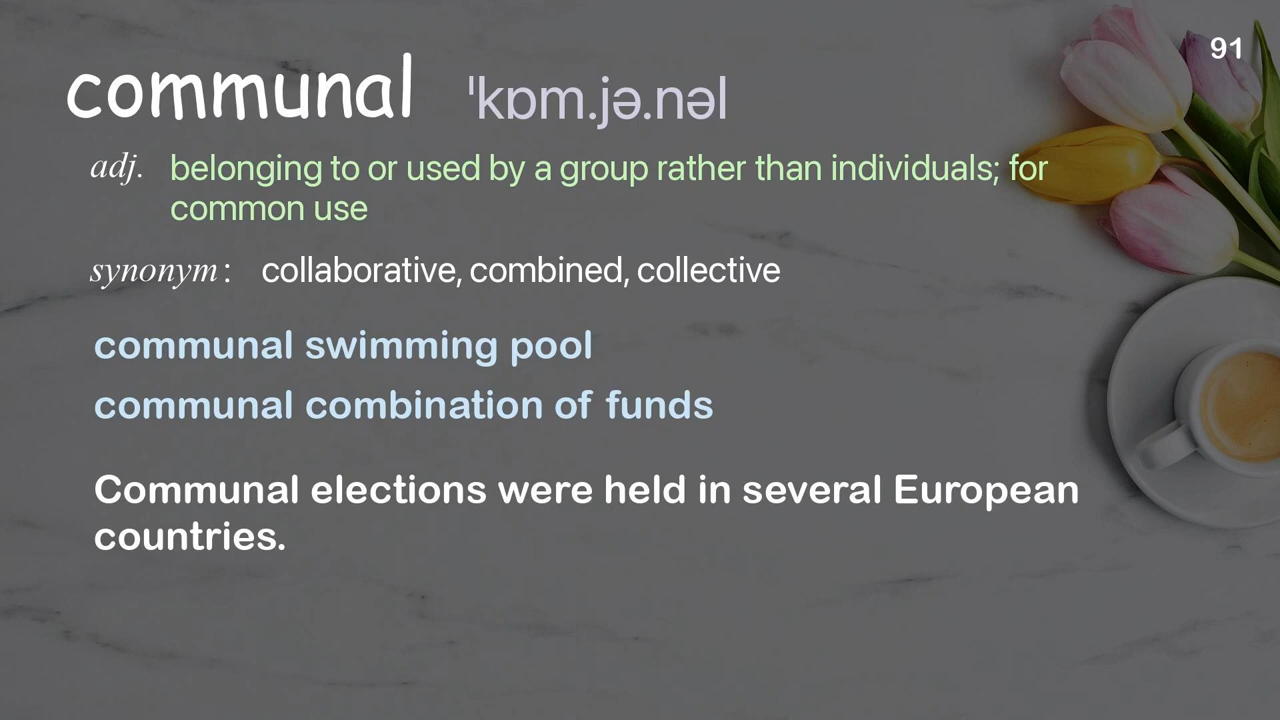 91
communal ˈkɒm.jə.nəl
adj. belonging to or used by a group rather than individuals; for
common use
synonym: collaborative, combined, collective
communal swimming pool
communal combination of funds
Communal elections were held in several European
countries.